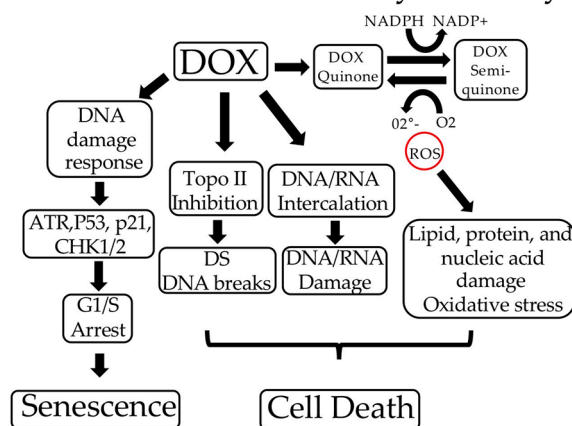 NADPH NADP+
DOX
DOX
Quinone
DOX
Semi-
quinone
02°- O2
ROS
DNA
damage
response
Topo II
Inhibition
DNA/RNA
Intercalation
ATR,P53, p21,
CHK1/2
DS
DNA breaks
DNA/RNA
Damage
Lipid, protein, and
nucleic acid
damage
Oxidative stress
G1/S
Arrest
Senescence
Cell Death